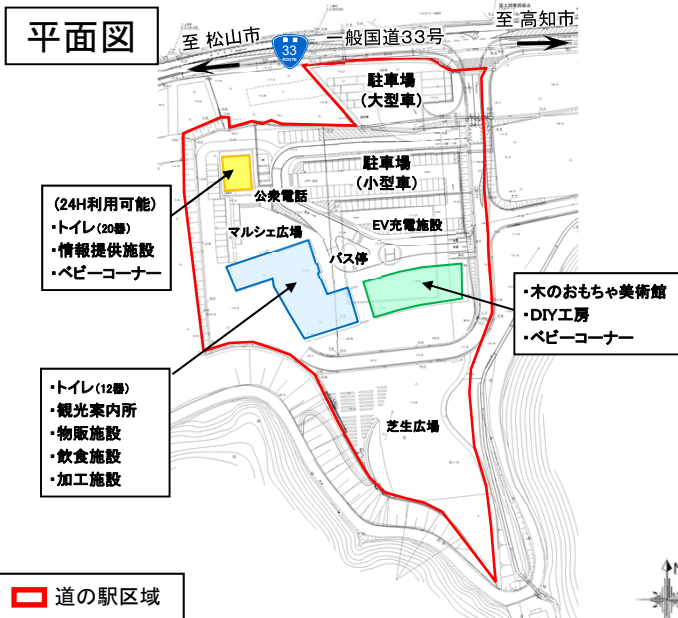 平面図
至 松山市
33
ROUTE
一般国道33号
至 高知市
駐車場
(大型車)
駐車場
(小型車)
(24H利用可能)
・トイレ(20器)
・情報提供施設
・ベビーコーナー
公衆電話
マルシェ広場
EV充電施設
バス停
・木のおもちゃ美術館
・DIY工房
・ベビーコーナー
・トイレ(12器)
・観光案内所
・物販施設
・飲食施設
・加工施設
芝生広場
道の駅区域
N